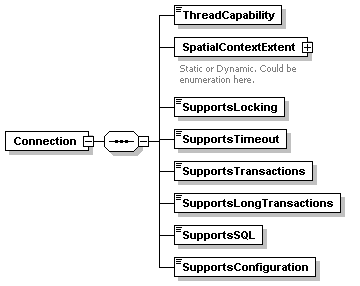 ThreadCapability
SpatialContextExtent
Static or Dynamic. Could be
enumeration here.
SupportsLocking
SupportsTimeout
Connection
SupportsTransactions
SupportsLongTransactions
SupportsSQL
SupportsConfiguration